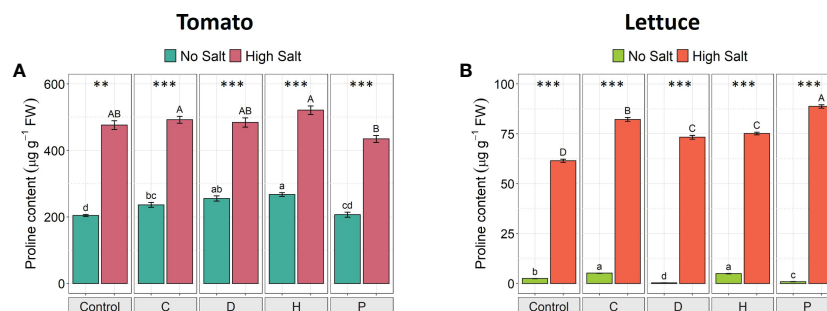 Tomato
No Salt High Salt
A
Proline content (µg g⁻¹ FW)
600
400
200
0
** *** *** *** ***
d AB bc A ab AB a A cd B
Control C D H P
Lettuce
No Salt High Salt
B
Proline content (µg g⁻¹ FW)
100
75
50
25
0
*** *** *** *** ***
b D a B d C a C c A
Control C D H P